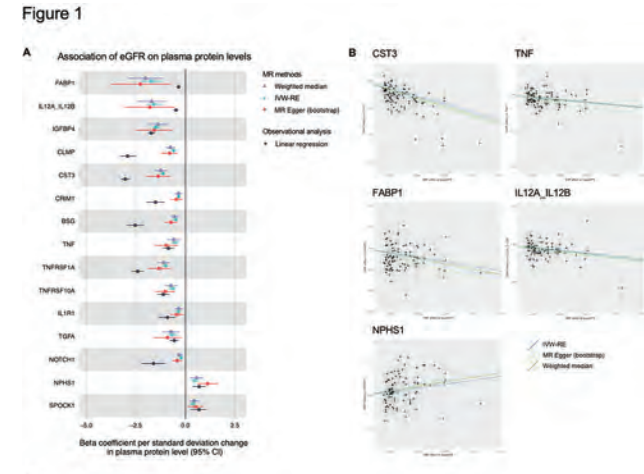 Figure 1
A
Association of eGFR on plasma protein levels
FABP1
IL12A_IL12B
IGFBP4
CLMP
CST3
CRIM1
BSG
TNF
TNFRSF1A
TNFRSF10A
IL1R1
TGFA
NOTCH1
NPHS1
SPOCK1
-5.0
-2.5
0.0
2.5
Beta coefficient per standard deviation change
in plasma protein level (95% CI)
MR methods
Weighted median
IVW-RE
MR Egger (bootstrap)
Observational analysis
Linear regression
B
CST3
TNF
FABP1
IL12A_IL12B
NPHS1
IVW-RE
MR Egger (bootstrap)
Weighted median